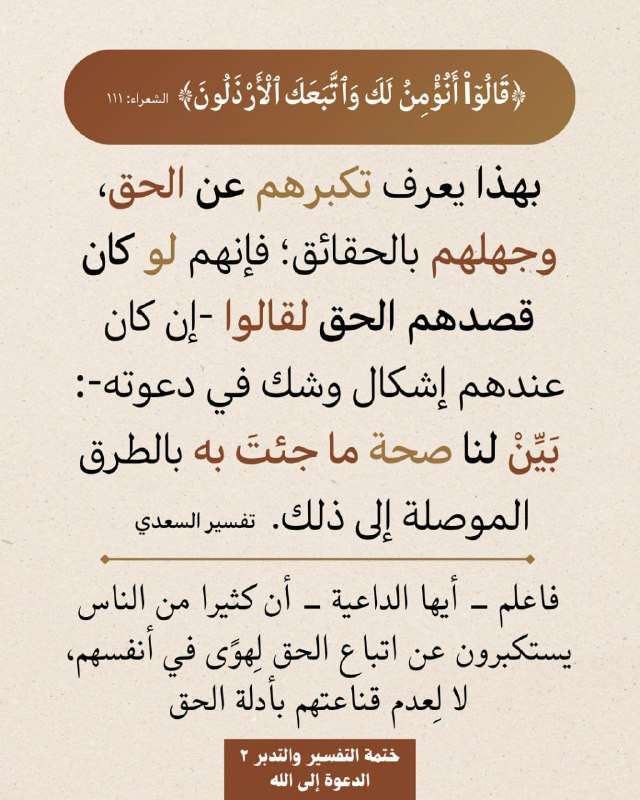 ﴿قَالُوٓاْ أَنُؤْمِنُ لَكَ وَٱتَّبَعَكَ ٱلْأَرْذَلُونَ﴾ الشعراء: ١١١
بهذا يعرف تكبرهم عن الحق،
وجهلهم بالحقائق؛ فإنهم لو كان
قصدهم الحق لقالوا -إن كان
عندهم إشكال وشك في دعوته-:
بَيِّنْ لنا صحة ما جئتَ به بالطرق
الموصلة إلى ذلك. تفسير السعدي
فاعلم – أيها الداعية – أن كثيرا من الناس
يستكبرون عن اتباع الحق لِهوًى في أنفسهم،
لا لِعدم قناعتهم بأدلة الحق
ختمة التفسير والتدبر ٢
الدعوة إلى الله